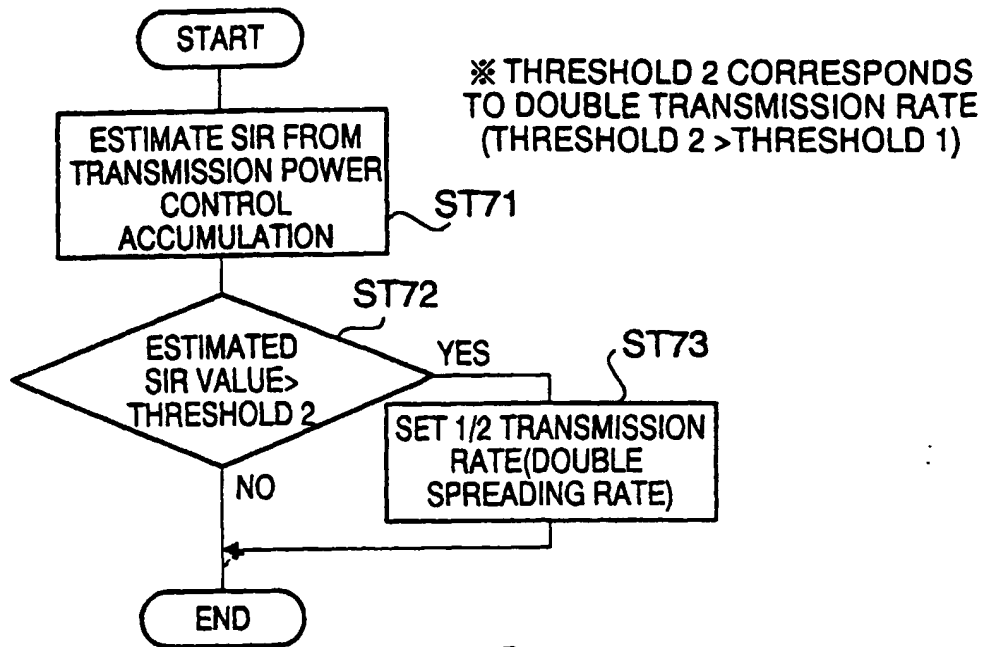 START
※ THRESHOLD 2 CORRESPONDS
TO DOUBLE TRANSMISSION RATE
(THRESHOLD 2 >THRESHOLD 1)
ESTIMATE SIR FROM
TRANSMISSION POWER
CONTROL
ACCUMULATION
ST71
ST72
ESTIMATED
SIR VALUE>
THRESHOLD 2
YES
ST73
SET 1/2 TRANSMISSION
RATE(DOUBLE
SPREADING RATE)
NO
END